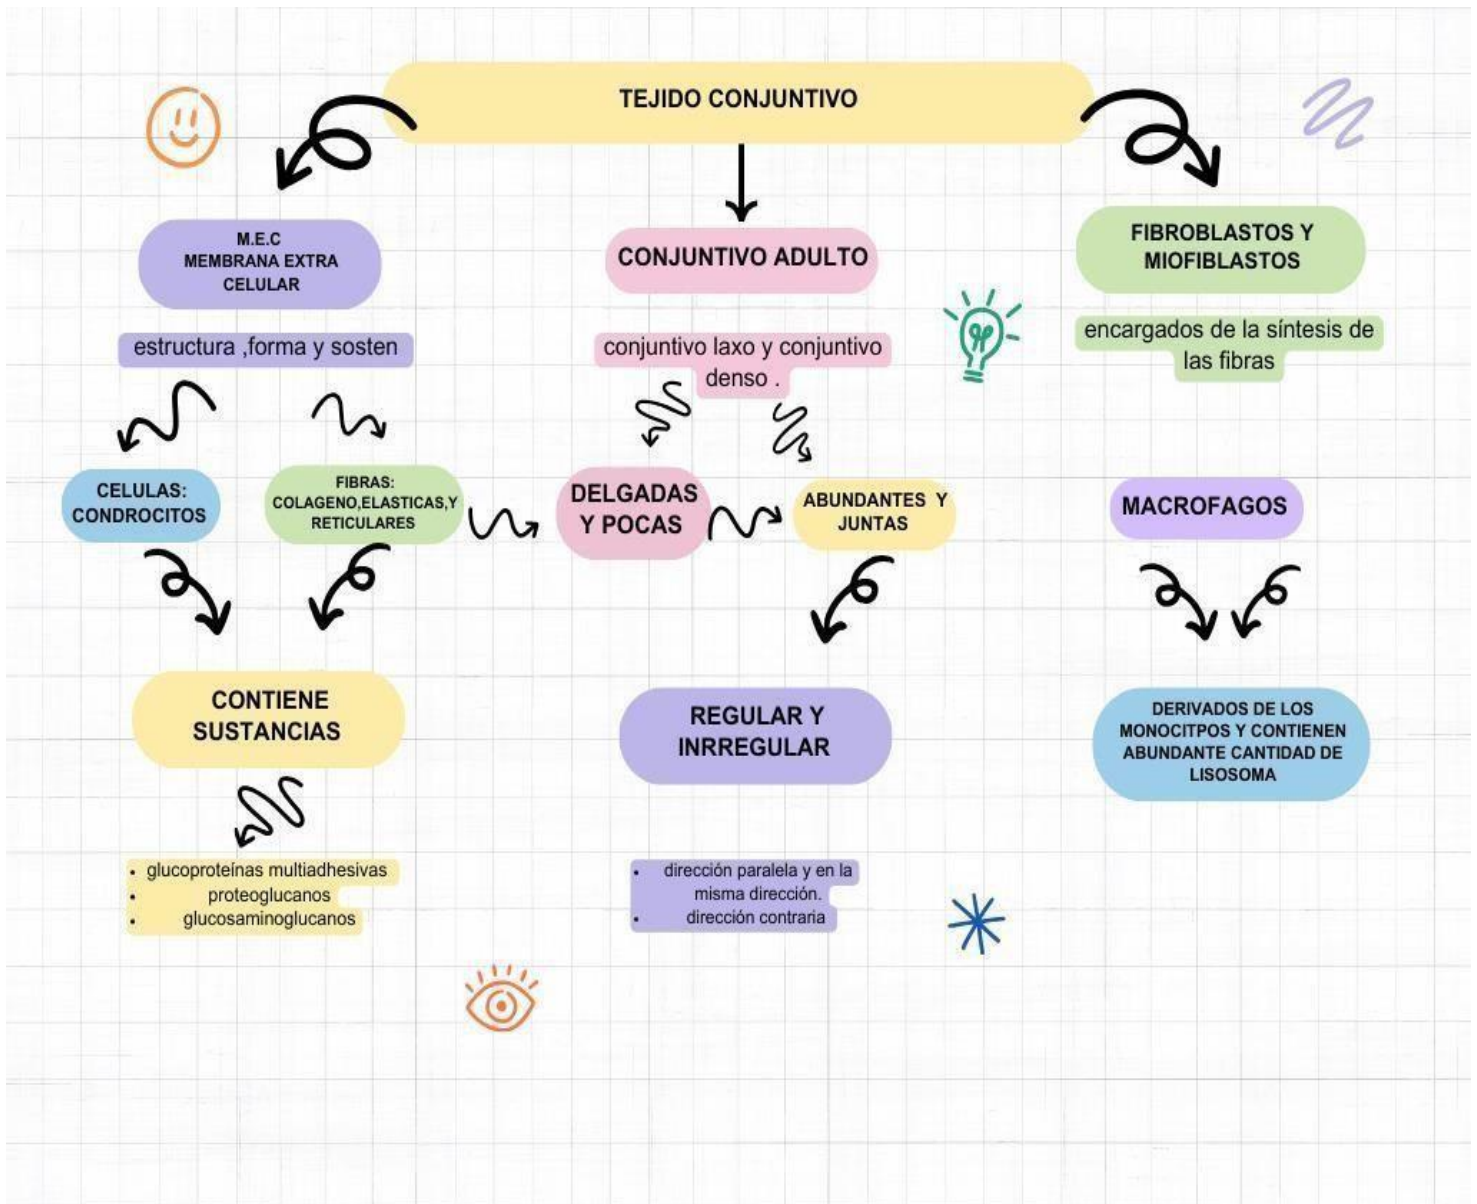 TEJIDO CONJUNTIVO
M.E.C
MEMBRANA EXTRA
CELULAR
estructura ,forma y sosten
CELULAS:
CONDROCITOS
FIBRAS:
COLAGENO,ELASTICAS,Y
RETICULARES
CONTIENE
SUSTANCIAS
• glucoproteínas multiadhesivas
• proteoglucanos
• glucosaminoglucanos
CONJUNTIVO ADULTO
conjuntivo laxo y conjuntivo
denso .
DELGADAS
Y POCAS
ABUNDANTES Y
JUNTAS
REGULAR Y
INRREGULAR
• dirección paralela y en la
misma dirección.
• dirección contraria
FIBROBLASTOS Y
MIOFIBLASTOS
encargados de la síntesis de
las fibras
MACROFAGOS
DERIVADOS DE LOS
MONOCITPOS Y CONTIENEN
ABUNDANTE CANTIDAD DE
LISOSOMA